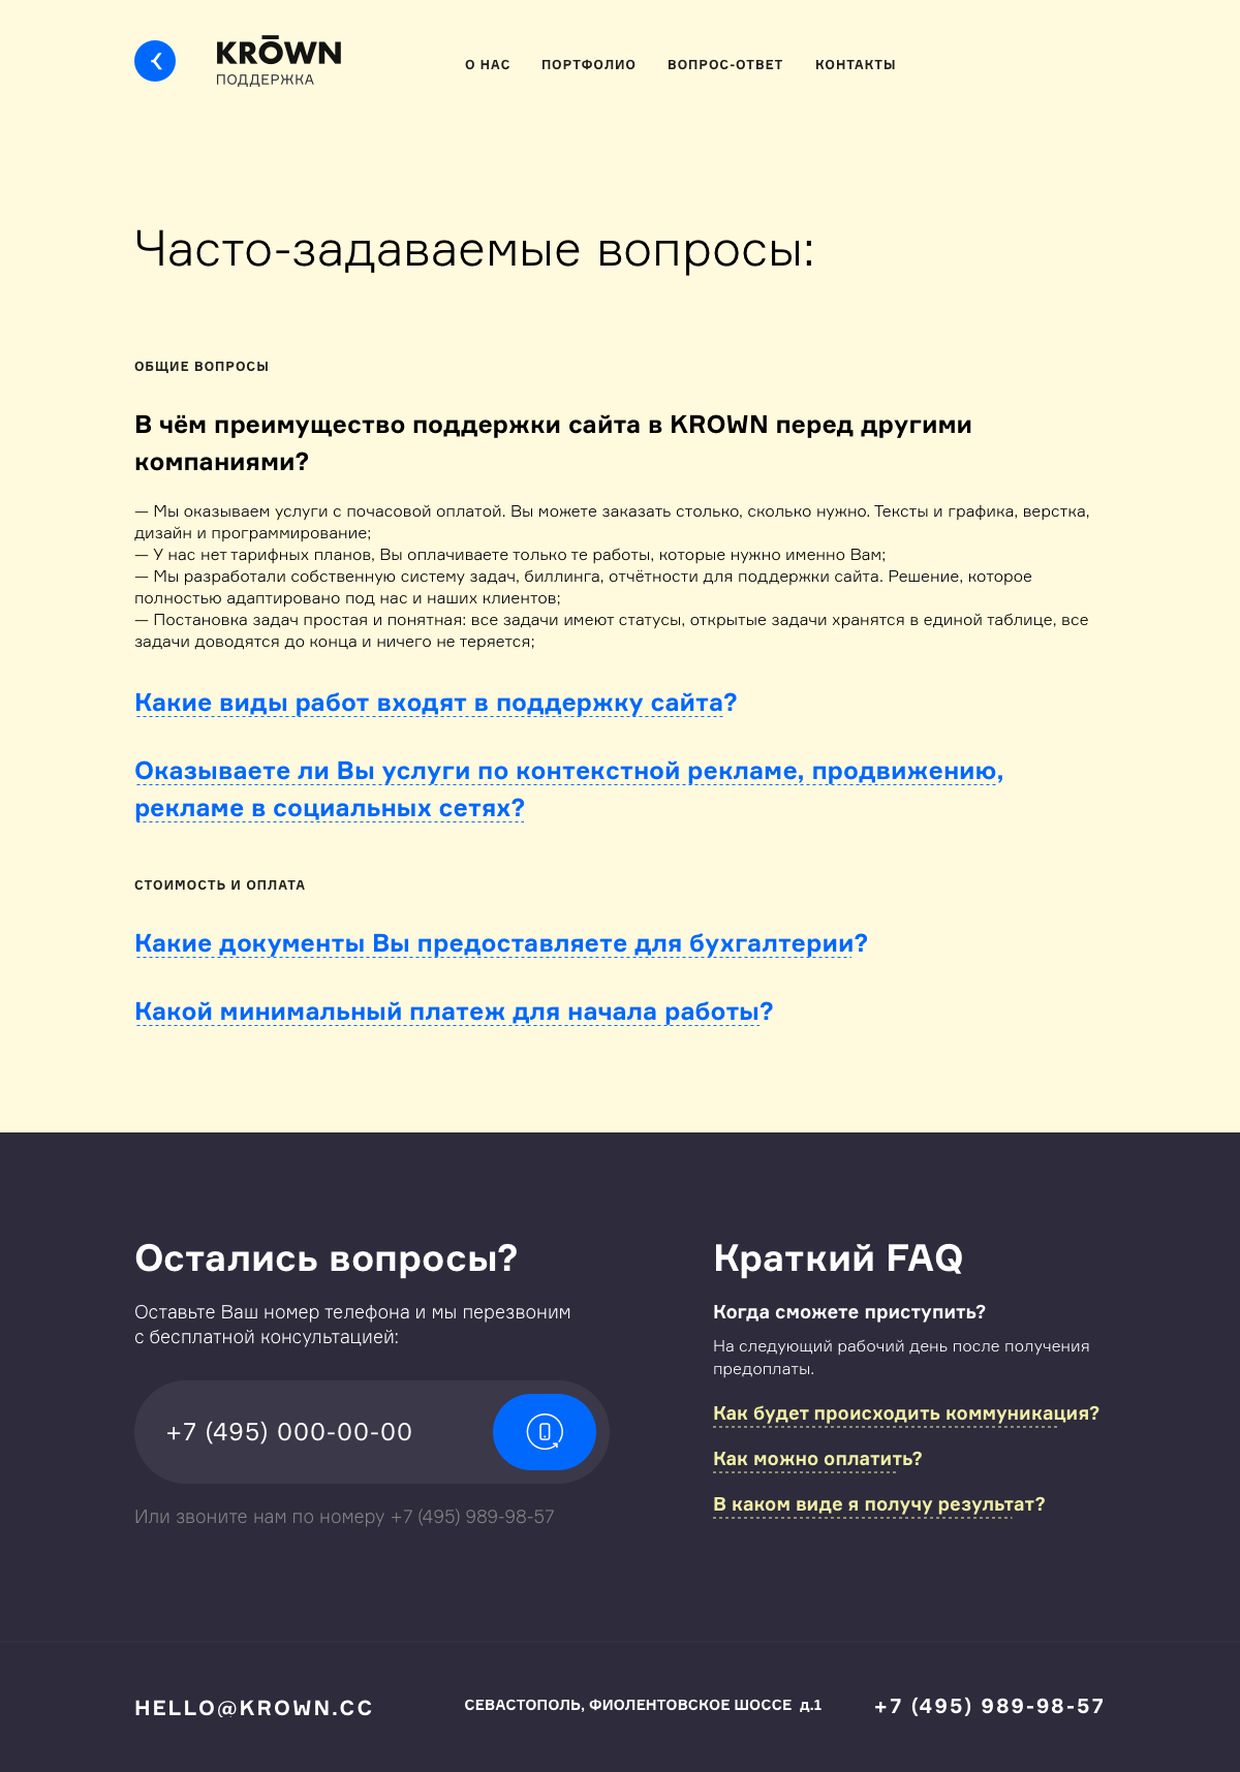 KRŌWN
ПОДДЕРЖКА
О НАС ПОРТФОЛИО ВОПРОС-ОТВЕТ КОНТАКТЫ
Часто-задаваемые вопросы:
ОБЩИЕ ВОПРОСЫ
В чём преимущество поддержки сайта в KROWN перед другими
компаниями?
— Мы оказываем услуги с почасовой оплатой. Вы можете заказать столько, сколько нужно. Тексты и графика, верстка,
дизайн и программирование;
— У нас нет тарифных планов, Вы оплачиваете только те работы, которые нужно именно Вам;
— Мы разработали собственную систему задач, биллинга, отчётности для поддержки сайта. Решение, которое
полностью адаптировано под нас и наших клиентов;
— Постановка задач простая и понятная: все задачи имеют статусы, открытые задачи хранятся в единой таблице, все
задачи доводятся до конца и ничего не теряется;
Какие виды работ входят в поддержку сайта?
Оказываете ли Вы услуги по контекстной рекламе, продвижению,
рекламе в социальных сетях?
СТОИМОСТЬ И ОПЛАТА
Какие документы Вы предоставляете для бухгалтерии?
Какой минимальный платеж для начала работы?
Остались вопросы?
Оставьте Ваш номер телефона и мы перезвоним
с бесплатной консультацией:
+7 (495) 000-00-00
Или звоните нам по номеру +7 (495) 989-98-57
Краткий FAQ
Когда сможете приступить?
На следующий рабочий день после получения
предоплаты.
Как будет происходить коммуникация?
Как можно оплатить?
В каком виде я получу результат?
HELLO@KROWN.CC
СЕВАСТОПОЛЬ, ФИОЛЕНТОВСКОЕ ШОССЕ д.1
+7 (495) 989-98-57